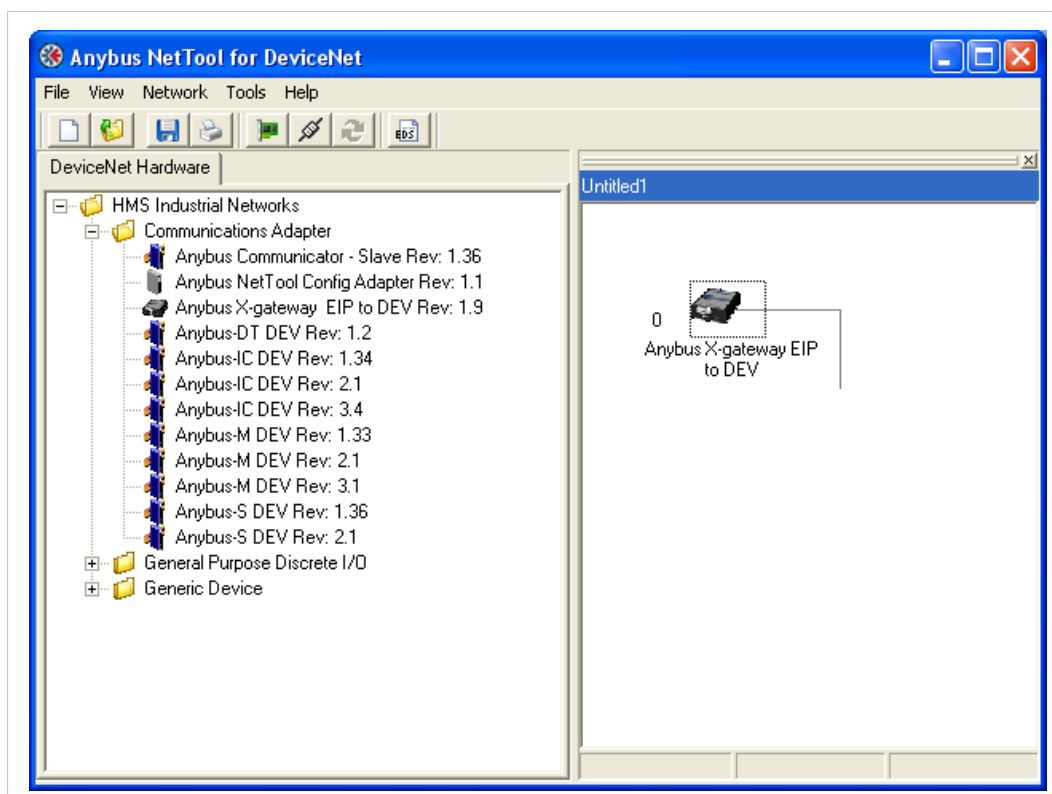 Anybus NetTool for DeviceNet
File View Network Tools Help
EDS
DeviceNet Hardware
HMS Industrial Networks
Communications Adapter
Anybus Communicator - Slave Rev: 1.36
Anybus NetTool Config Adapter Rev: 1.1
Anybus X-gateway EIP to DEV Rev: 1.9
Anybus-DT DEV Rev: 1.2
Anybus-IC DEV Rev: 1.34
Anybus-IC DEV Rev: 2.1
Anybus-IC DEV Rev: 3.4
Anybus-M DEV Rev: 1.33
Anybus-M DEV Rev: 2.1
Anybus-M DEV Rev: 3.1
Anybus-S DEV Rev: 1.36
Anybus-S DEV Rev: 2.1
General Purpose Discrete I/O
Generic Device
Untitled1
0
Anybus X-gateway EIP
to DEV